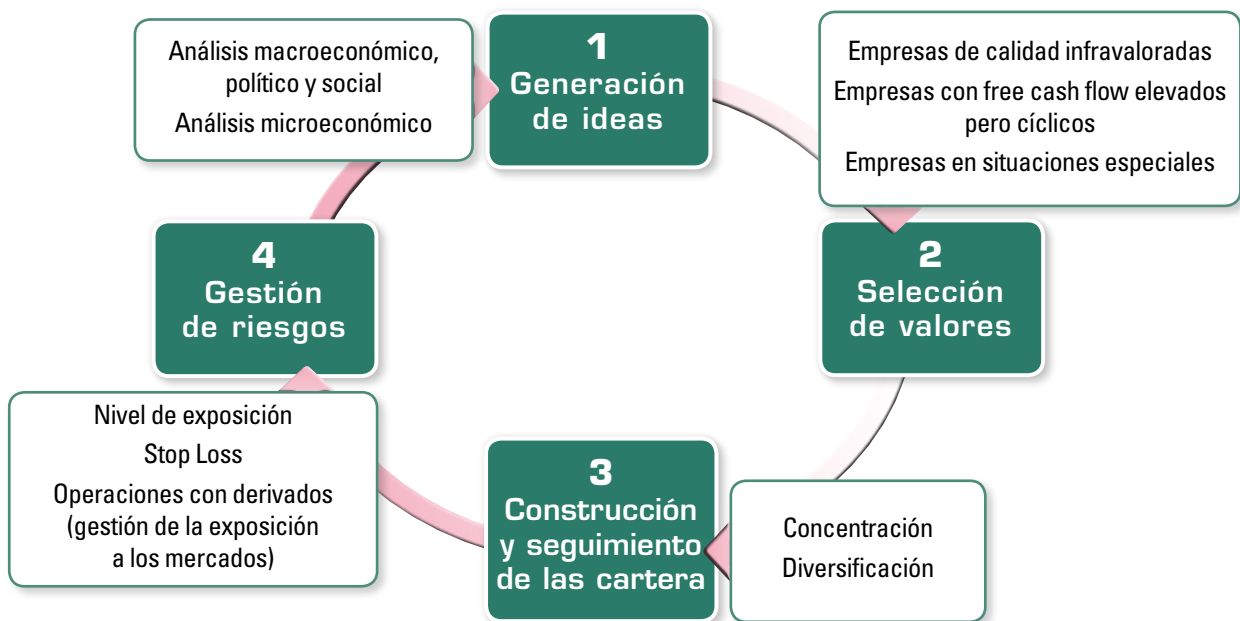 1
Generación
de ideas
Análisis macroeconómico,
político y social
Análisis microeconómico
2
Selección
de valores
Empresas de calidad infravaloradas
Empresas con free cash flow elevados
pero cíclicos
Empresas en situaciones especiales
3
Construcción
y seguimiento
de las cartera
Concentración
Diversificación
4
Gestión
de riesgos
Nivel de exposición
Stop Loss
Operaciones con derivados
(gestión de la exposición
a los mercados)